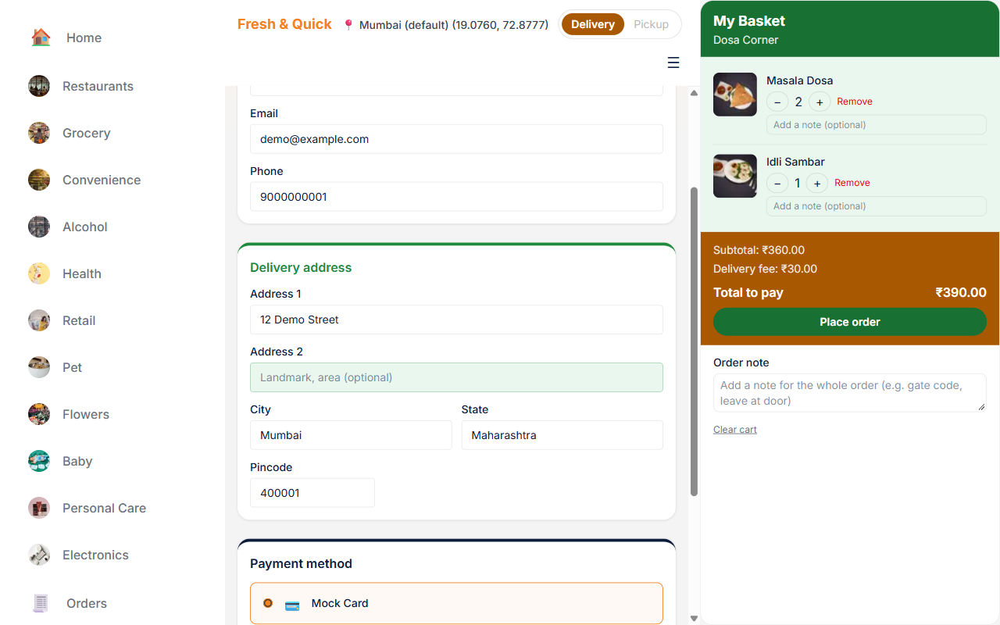 Home
Restaurants
Grocery
Convenience
Alcohol
Health
Retail
Pet
Flowers
Baby
Personal Care
Electronics
Orders
Fresh & Quick
Mumbai (default) (19.0760, 72.8777)
Delivery
Pickup
Email
demo@example.com
Phone
9000000001
Delivery address
Address 1
12 Demo Street
Address 2
Landmark, area (optional)
City
State
Mumbai
Maharashtra
Pincode
400001
Payment method
Mock Card
My Basket
Dosa Corner
Masala Dosa
− 2 + Remove
Add a note (optional)
Idli Sambar
− 1 + Remove
Add a note (optional)
Subtotal: ₹360.00
Delivery fee: ₹30.00
Total to pay ₹390.00
Place order
Order note
Add a note for the whole order (e.g. gate code,
leave at door)
Clear cart